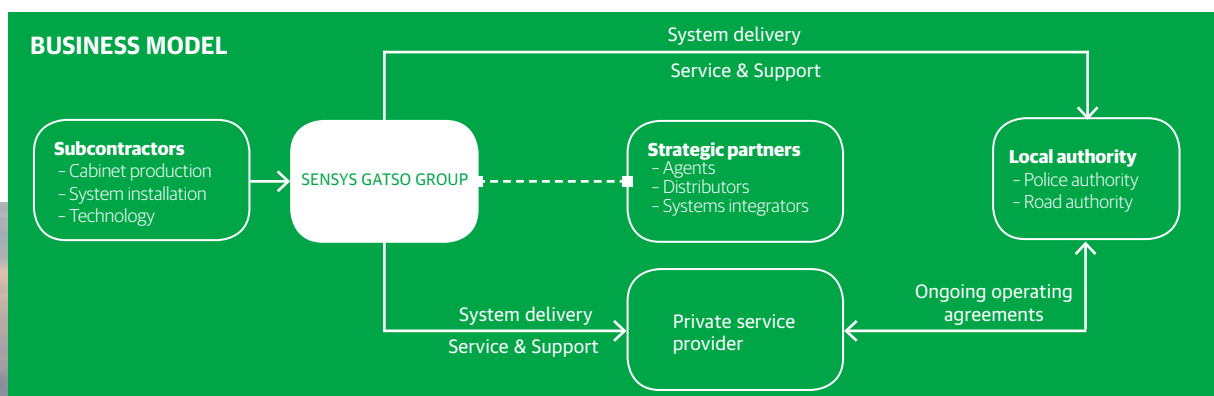 BUSINESS MODEL
System delivery
Service & Support
Subcontractors
– Cabinet production
– System installation
– Technology
SENSYS GATSO GROUP
Strategic partners
– Agents
– Distributors
– Systems integrators
Local authority
– Police authority
– Road authority
System delivery
Service & Support
Private service
provider
Ongoing operating
agreements